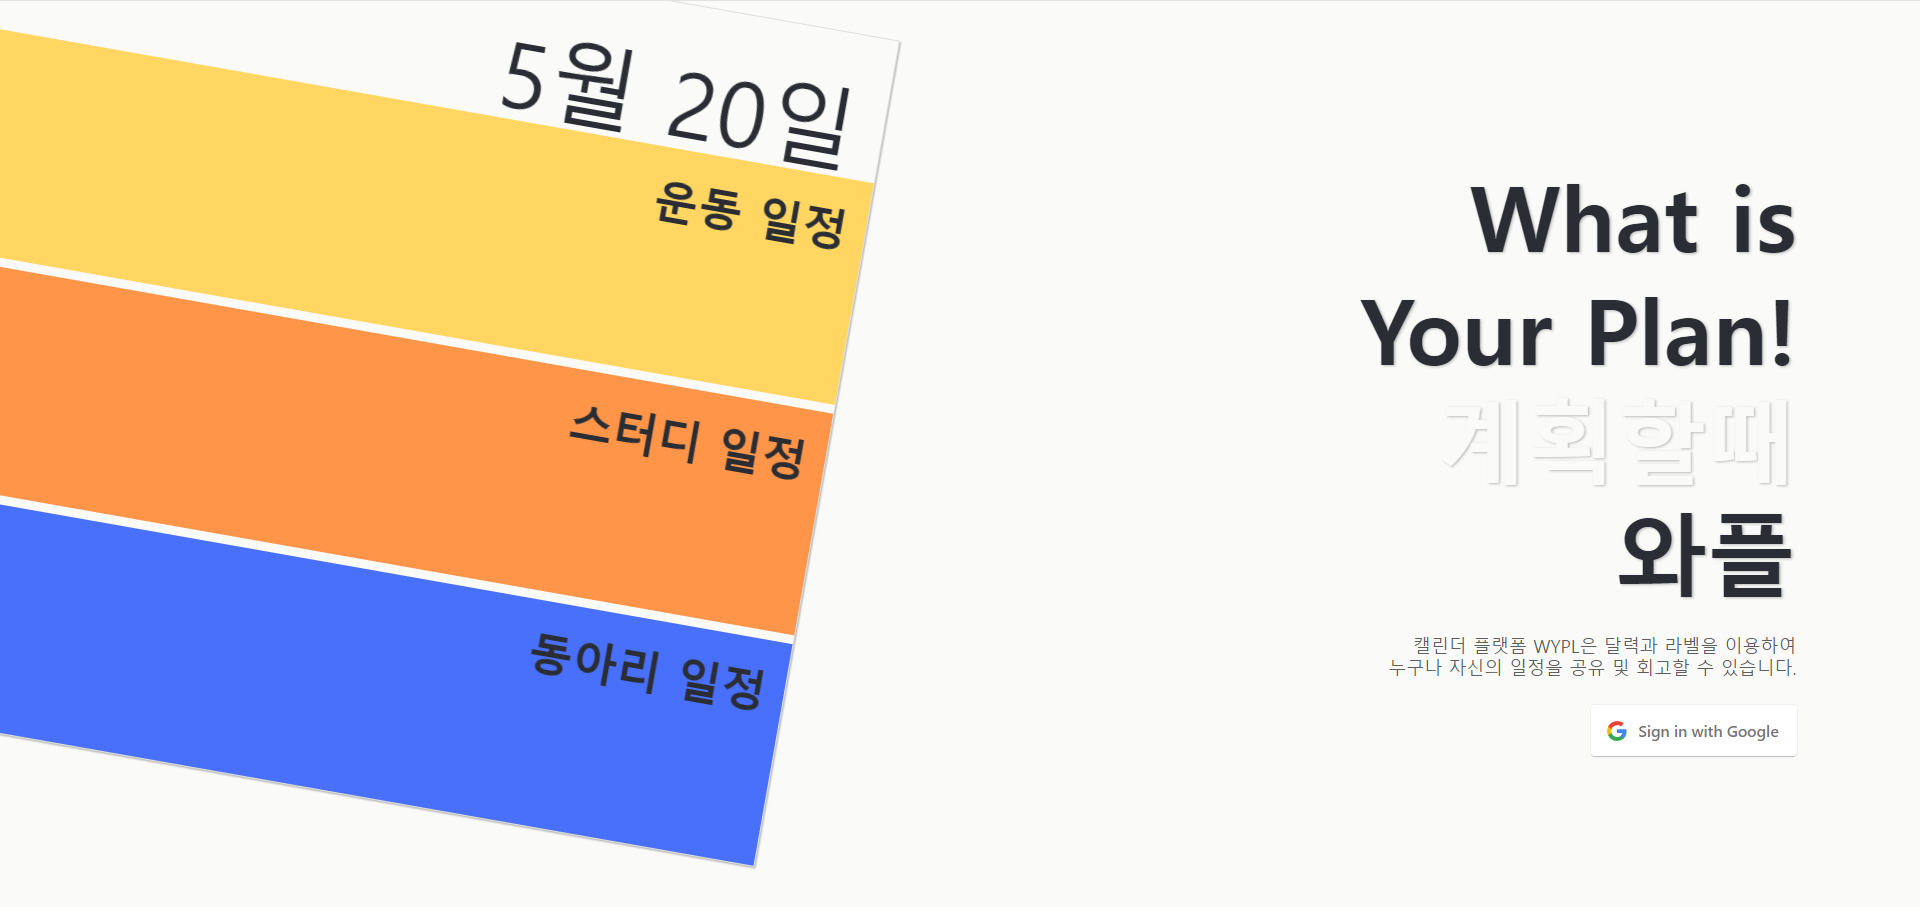 5월 20일
운동 일정
스터디 일정
동아리 일정
What is
Your Plan!
계획할때
와플
캘린더 플랫폼 WYPL은 달력과 라벨을 이용하여
누구나 자신의 일정을 공유 및 회고할 수 있습니다.
Sign in with Google